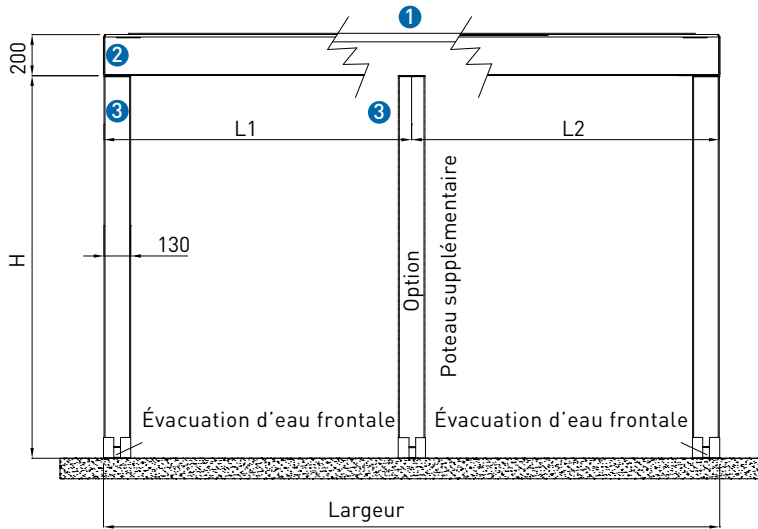 1
200
2
3
3
L1
L2
H
130
Option
Poteau supplémentaire
Évacuation d'eau frontale
Évacuation d'eau frontale
Largeur